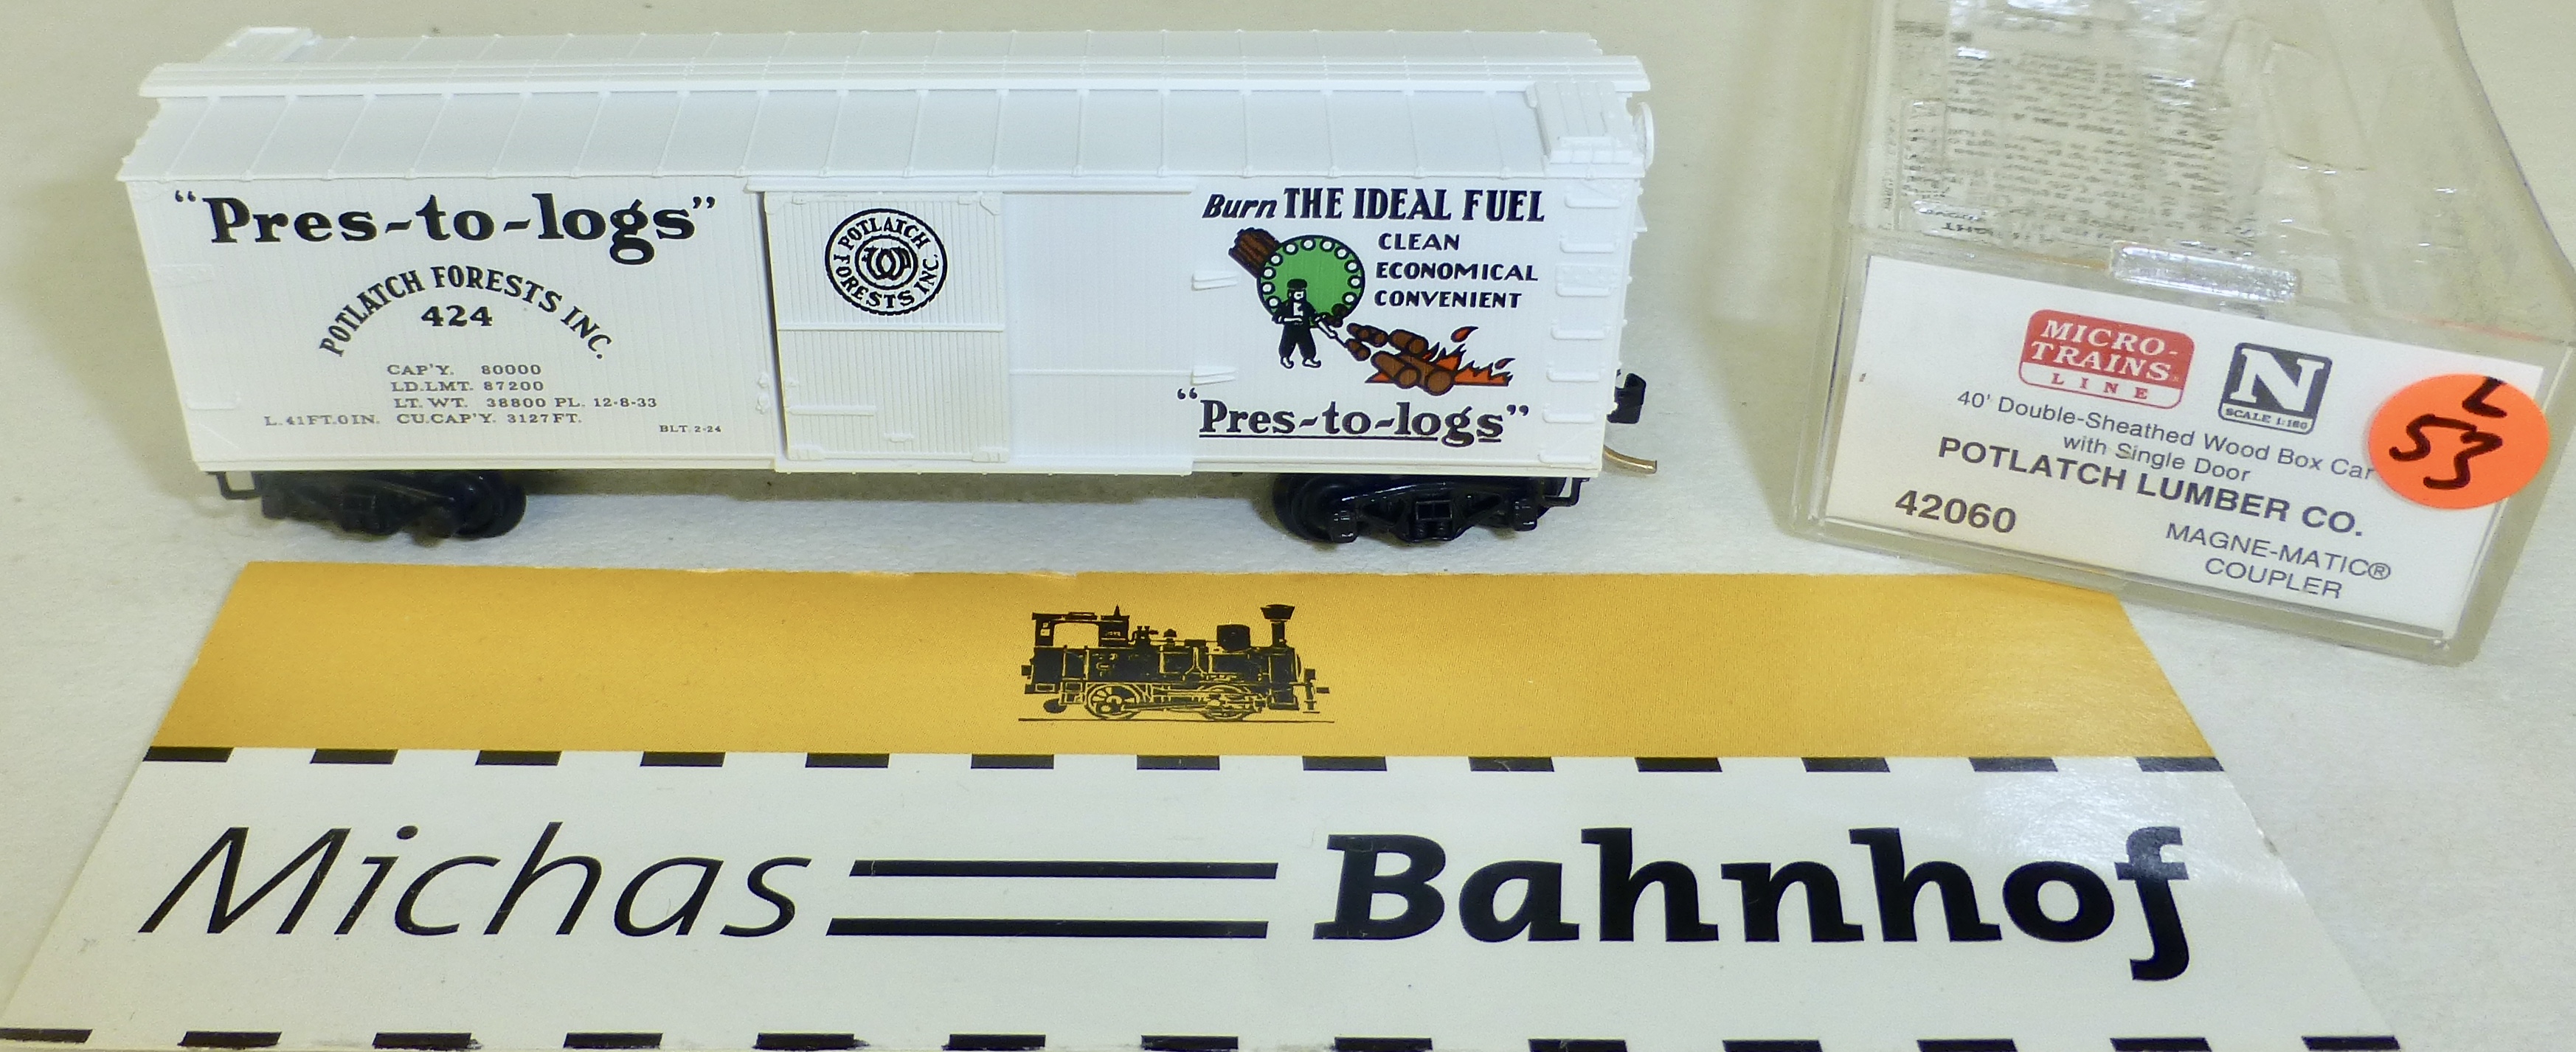 “Pres-to-logs”
POTLATCH FORESTS INC.
424
CAP'Y. 80000
LD.LMT. 87200
LT. WT. 38800 PL. 12-8-33
L. 41FT.0IN. CU.CAP'Y. 3127FT.
BLT. 2-24
POTLATCH FORESTS INC.
Burn THE IDEAL FUEL
CLEAN
ECONOMICAL
CONVENIENT
“Pres-to-logs”
MICRO-
TRAINS
LINE
N
SCALE 1:160
40' Double-Sheathed Wood Box Car
with Single Door
POTLATCH LUMBER CO.
42060
MAGNE-MATIC®
COUPLER
53
Michas Bahnhof